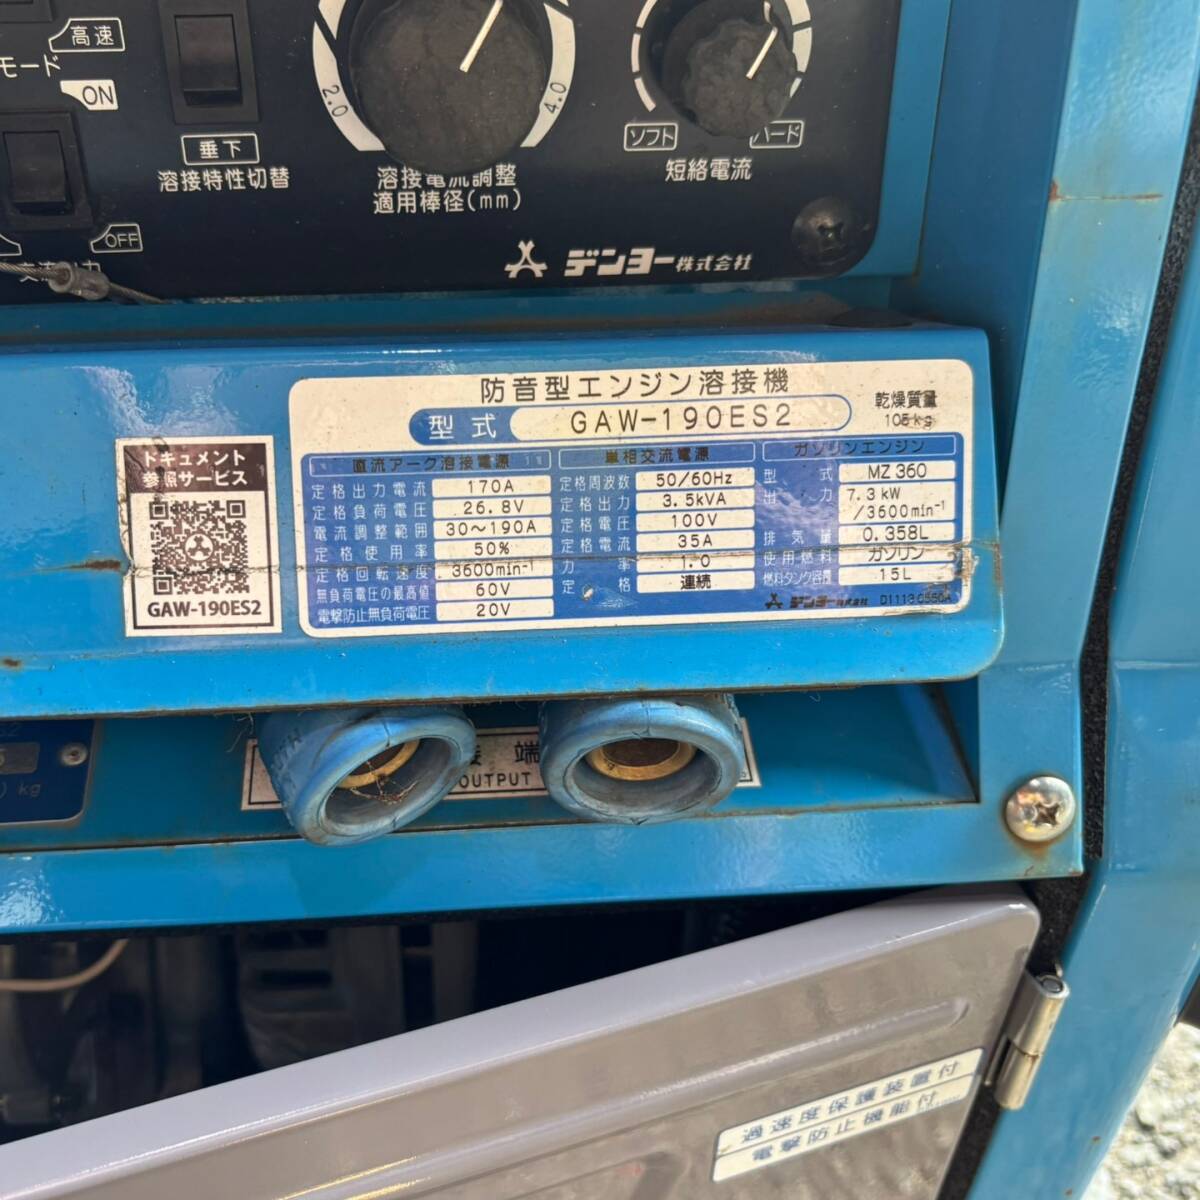 高速
モード
ON
OFF
垂下
溶接特性切替
2.0
4.0
溶接電流調整
適用棒径(mm)
ソフト
ハード
短絡電流
デンヨー株式会社
ドキュメント
参照サービス
GAW-190ES2
防音型エンジン溶接機
型式 GAW-190ES2
乾燥質量
直流アーク溶接電源
定格出力電流 170A
定格負荷電圧 26.8V
電流調整範囲 30～190A
定格使用率 50%
定格回転速度 3600min⁻¹
無負荷電圧の最高値 60V
電撃防止無負荷電圧 20V
単相交流電源
定格周波数 50/60Hz
定格出力 3.5kVA
定格電圧 100V
定格電流 35A
力率 1.0
定格 連続
ガソリンエンジン
型式 MZ360
出力 7.3kW
/3600min⁻¹
排気量 0.358L
使用燃料 ガソリン
燃料タンク容量 15L
デンヨー株式会社
端
OUTPUT
kg
過速度保護装置付
電撃防止機能付